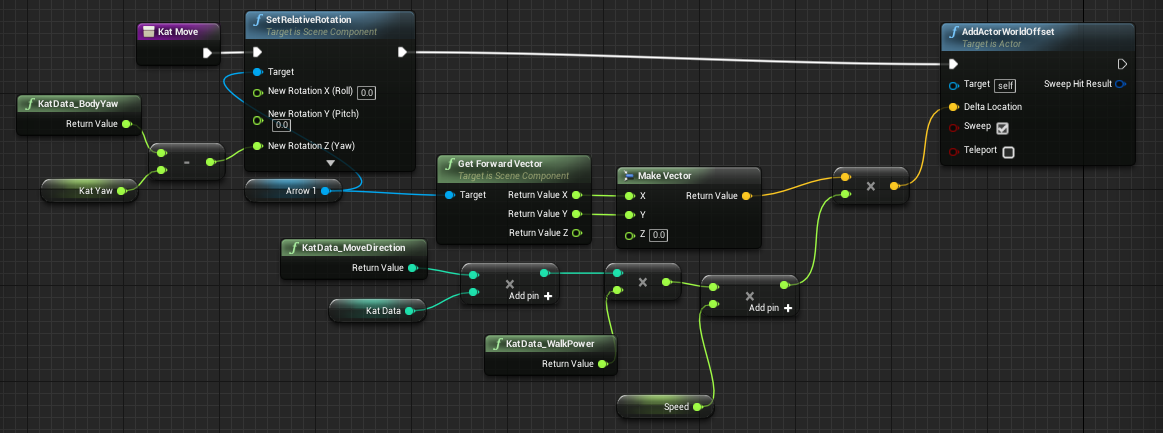 Kat Move
SetRelativeRotation
Target is Scene Component
Target
New Rotation X (Roll) 0.0
New Rotation Y (Pitch)
0.0
New Rotation Z (Yaw)
AddActorWorldOffset
Target is Actor
Target self
Sweep Hit Result
Delta Location
Sweep
Teleport
KatData_BodyYaw
Return Value
-
Kat Yaw
Arrow 1
Get Forward Vector
Target is Scene Component
Target
Return Value X
Return Value Y
Return Value Z
Make Vector
X
Return Value
Y
Z 0.0
×
KatData_MoveDirection
Return Value
Kat Data
×
Add pin +
×
×
Add pin +
KatData_WalkPower
Return Value
Speed